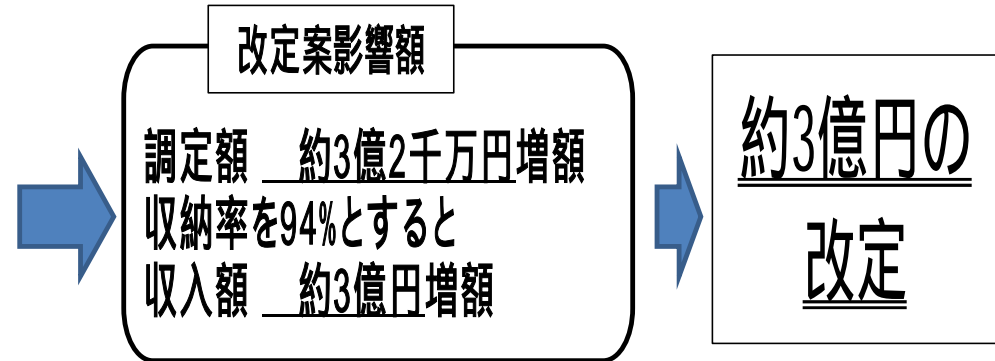 改定案影響額
調定額　約3億2千万円増額
収納率を94%とすると
収入額　約3億円増額
約3億円の
改定